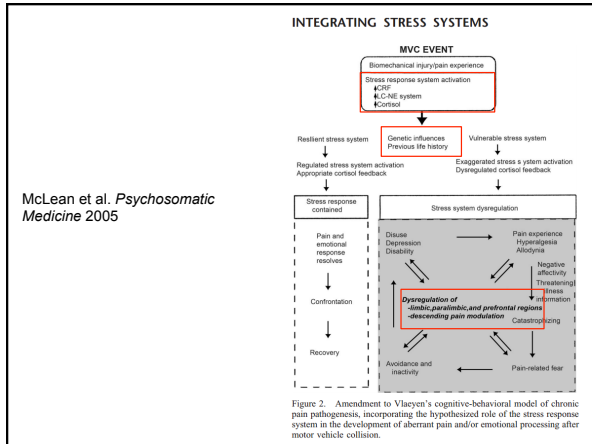 INTEGRATING STRESS SYSTEMS
MVC EVENT
Biomechanical injury/pain experience
Stress response system activation
CRF
LC-NE system
Cortisol
Resilient stress system
Genetic influences
Previous life history
Vulnerable stress system
Regulated stress system activation
Appropriate cortisol feedback
Exaggerated stress s ystem activation
Dysregulated cortisol feedback
McLean et al. Psychosomatic
Medicine 2005
Stress response
contained
Stress system dysregulation
Pain and
emotional
response
resolves
Confrontation
Recovery
Disuse
Depression
Disability
Pain experience
Hyperalgesia
Allodynia
Negative
affectivity
Threatening
illness
information
Dysregulation of
-limbic,paralimbic,and prefrontal regions
-descending pain modulation
Catastrophizing
Avoidance and
inactivity
Pain-related fear
Figure 2. Amendment to Vlaeyen's cognitive-behavioral model of chronic
pain pathogenesis, incorporating the hypothesized role of the stress response
system in the development of aberrant pain and/or emotional processing after
motor vehicle collision.